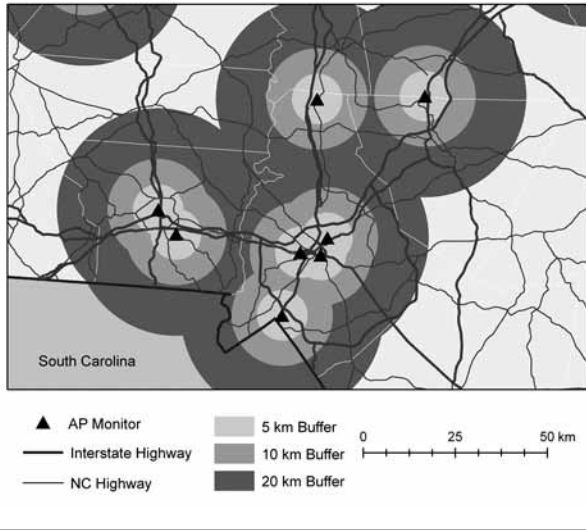 South Carolina
AP Monitor
Interstate Highway
NC Highway
5 km Buffer
10 km Buffer
20 km Buffer
0 25 50 km